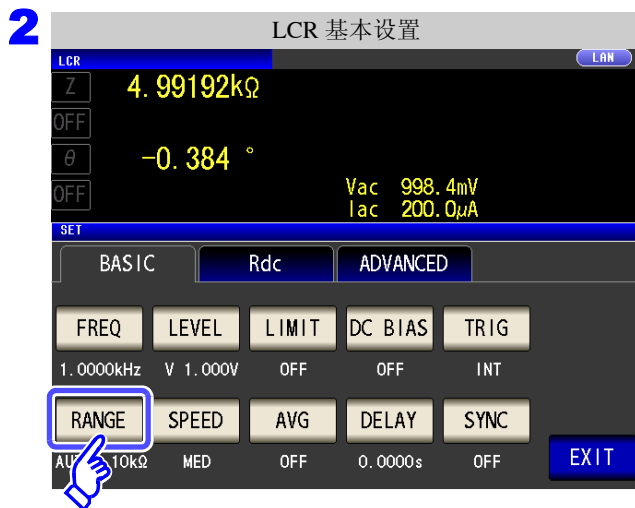 2
LCR 基本设置
LCR LAN
Z 4.99192kΩ
OFF
θ -0.384 °
OFF Vac 998.4mV
Iac 200.0µA
SET
BASIC Rdc ADVANCED
FREQ LEVEL LIMIT DC BIAS TRIG
1.0000kHz V 1.000V OFF OFF INT
RANGE SPEED AVG DELAY SYNC
10kΩ MED OFF 0.0000s OFF EXIT